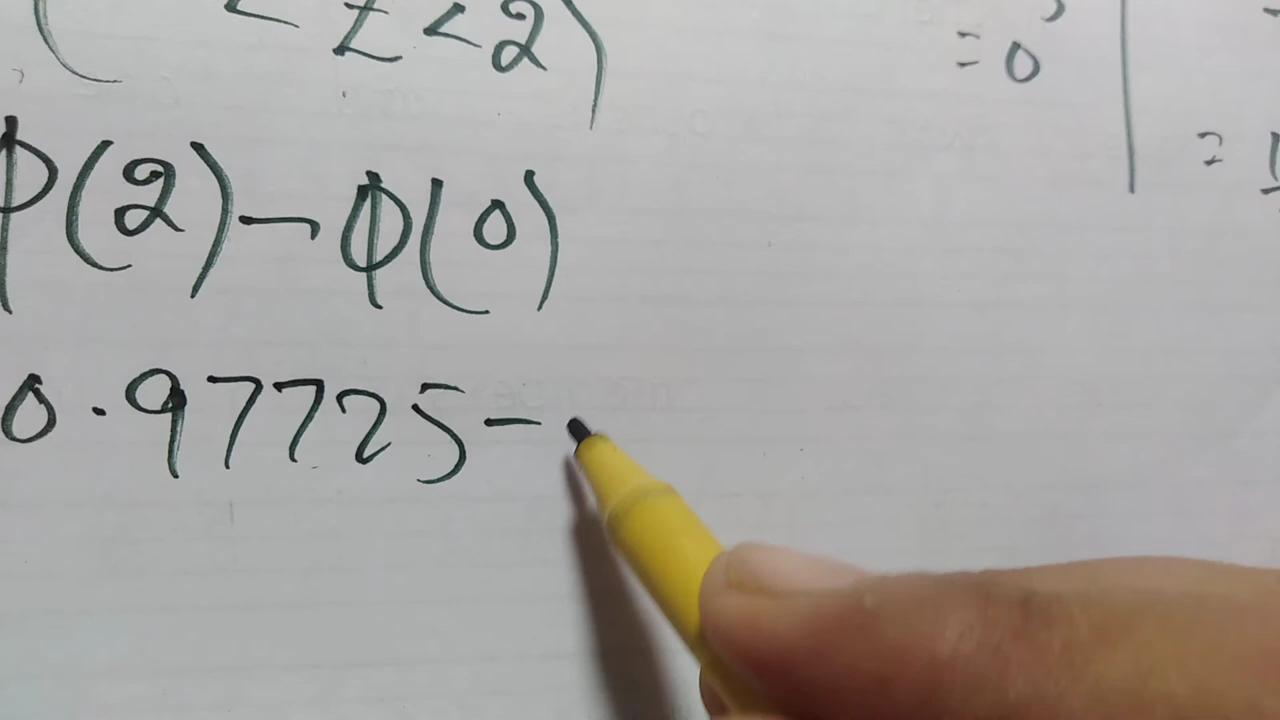 ( < Z < 2)
= 0
Φ(2) - Φ(0)
=
0.97725 -